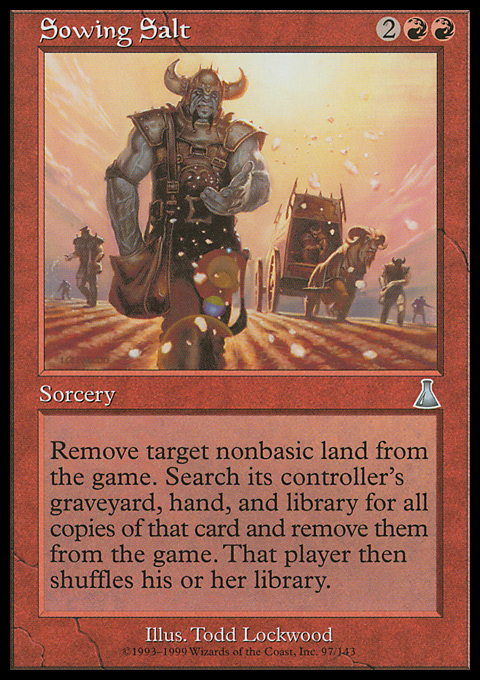 Sowing Salt 2
Sorcery
Remove target nonbasic land from
the game. Search its controller's
graveyard, hand, and library for all
copies of that card and remove them
from the game. That player then
shuffles his or her library.
Illus. Todd Lockwood
©1993–1999 Wizards of the Coast, Inc. 97/143